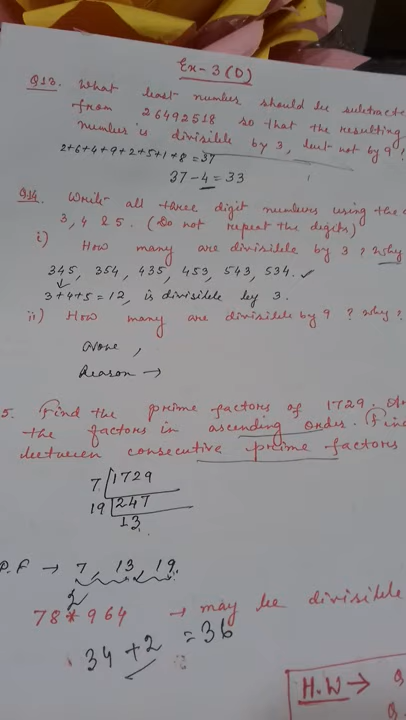 Ex-3(D)
Q13. What least number should be subtracte
from 26492518 so that the resulting
number is divisible by 3, but not by 9?
2+6+4+9+2+5+1+8=37
37-4=33
Q14. Write all three digit numbers using the
3, 4 & 5. (Do not repeat the digits)
i) How many are divisible by 3? Why
345, 354, 435, 453, 543, 534. ✓
3+4+5=12, is divisible by 3.
ii) How many are divisible by 9? Why?
None,
Reason →
5. Find the prime factors of 1729. Ar
the factors in ascending order. Find
between consecutive prime factors
7 1729
19 247
13
P.F → 7, 13, 19.
2
78*964 → may be divisible
34+2=36
H.W →